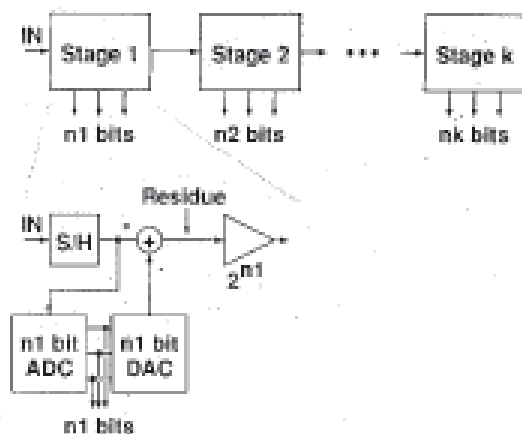 IN
Stage 1
Stage 2
Stage k
n1 bits
n2 bits
nk bits
Residue
IN
S/H
+
2^n1
n1 bit
ADC
n1 bit
DAC
n1 bits